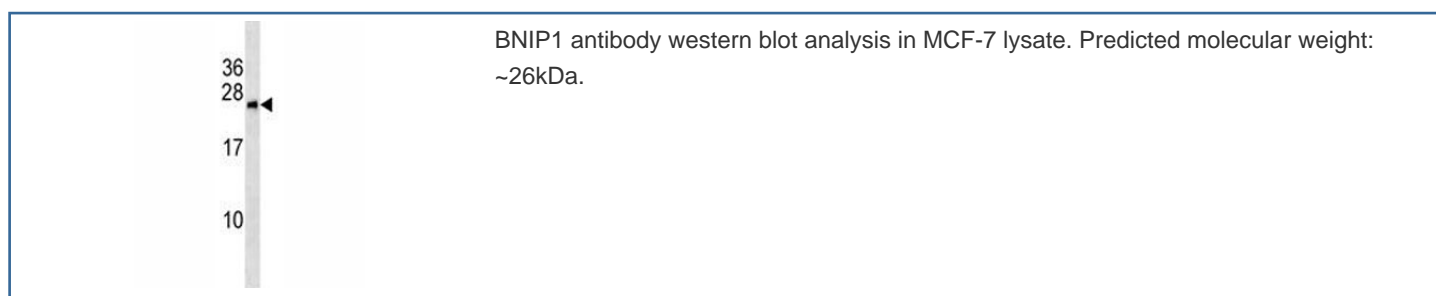 BNIP1 antibody western blot analysis in MCF-7 lysate. Predicted molecular weight:
~26kDa.
36
28
17
10